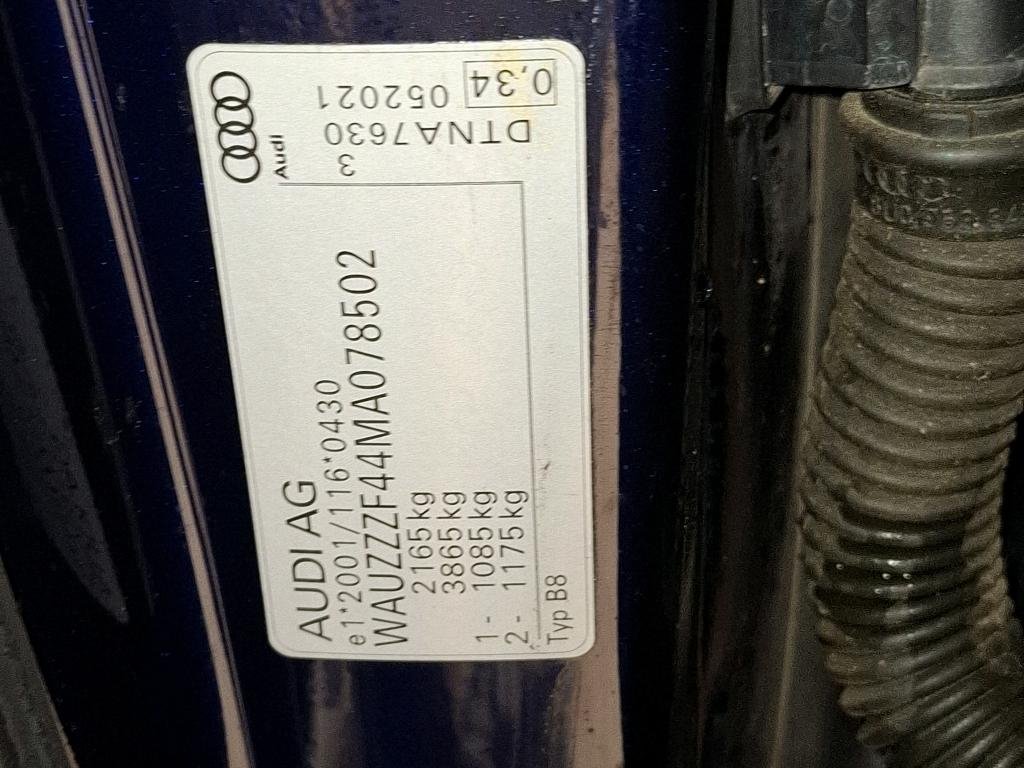 Audi
AUDI AG
e1*2001/116*0430
WAUZZZF44MA078502
2165kg
3865kg
1- 1085kg
2- 1175kg
Typ B8
3
DTNA7630
0,34 052021